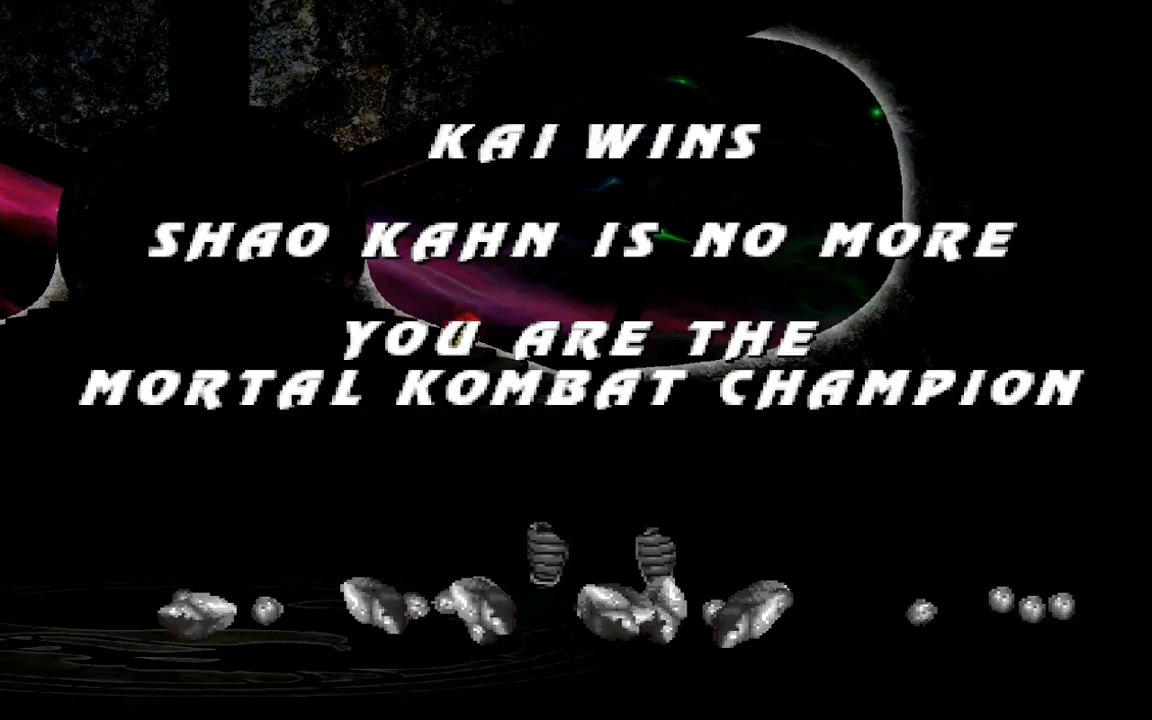 KAI WINS
SHAO KAHN IS NO MORE
YOU ARE THE
MORTAL KOMBAT CHAMPION